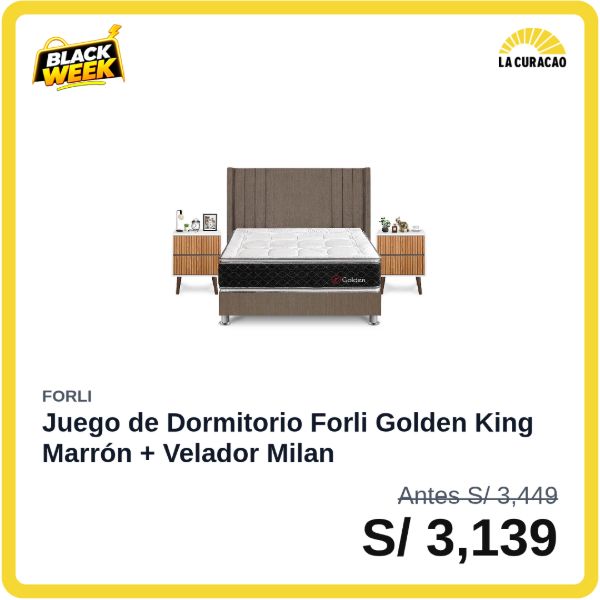 BLACK
WEEK
LA CURACAO
Golden
FORLI
Juego de Dormitorio Forli Golden King
Marrón + Velador Milan
Antes S/ 3,449
S/ 3,139